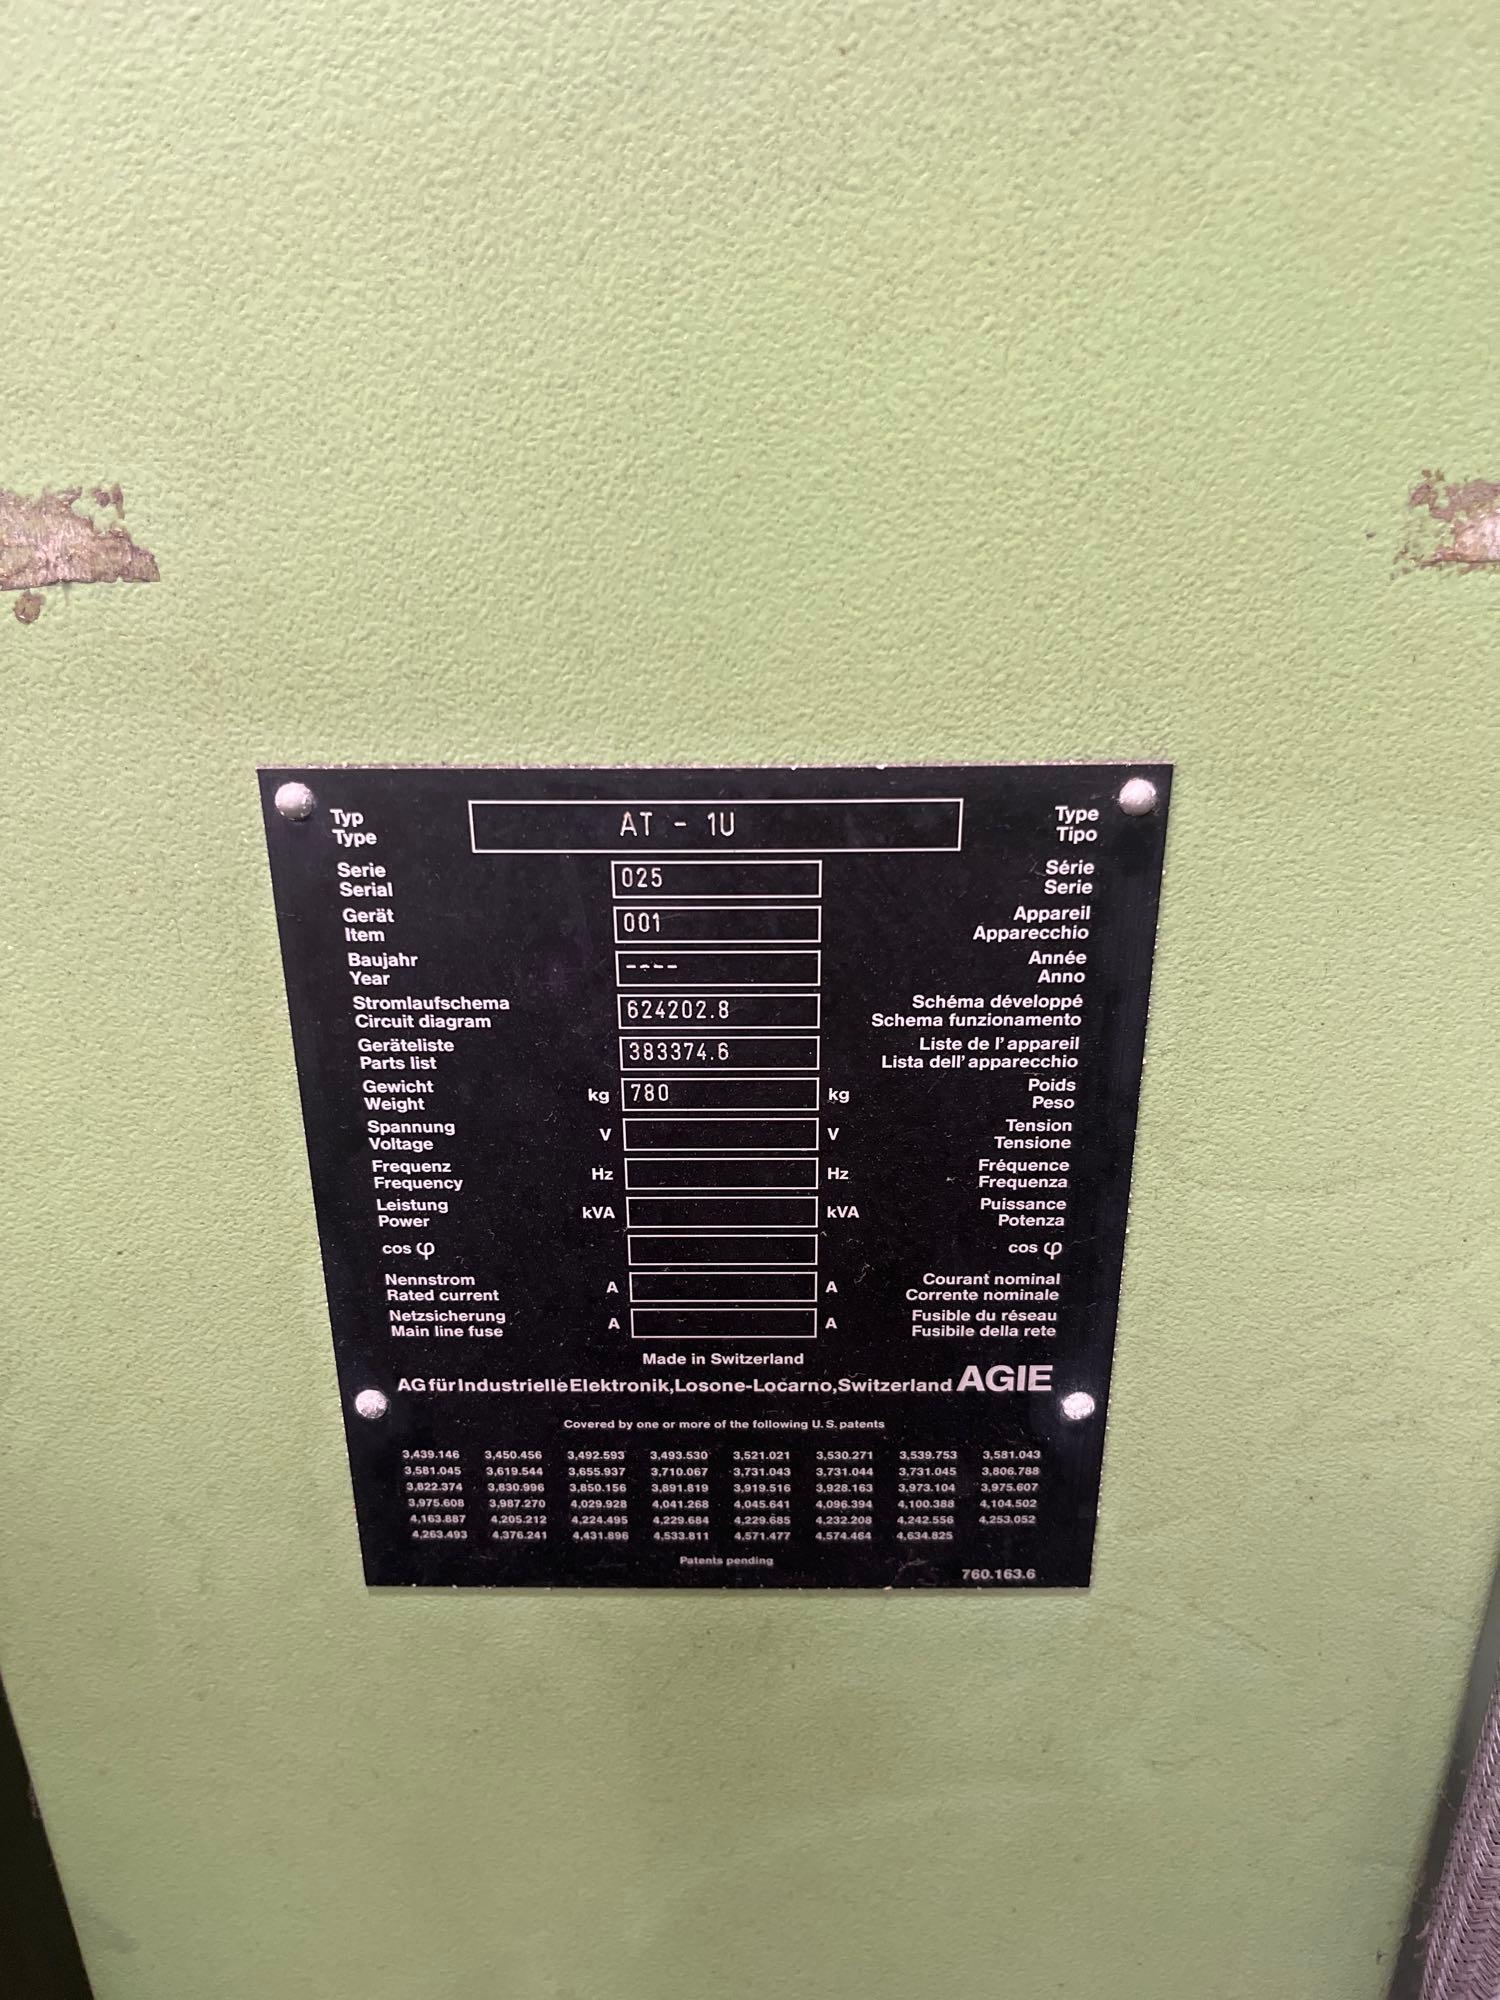 Typ AT - 1U Type
Type Tipo
Serie 025 Série
Serial Serie
Gerät 001 Appareil
Item Apparecchio
Baujahr ---- Année
Year Anno
Stromlaufschema 624202.8 Schéma développé
Circuit diagram Schema funzionamento
Geräteliste 383374.6 Liste de l'appareil
Parts list Lista dell'apparecchio
Gewicht kg 780 kg Poids
Weight Peso
Spannung V V Tension
Voltage Tensione
Frequenz Hz Hz Fréquence
Frequency Frequenza
Leistung kVA kVA Puissance
Power Potenza
cos φ cos φ
Nennstrom A A Courant nominal
Rated current Corrente nominale
Netzsicherung A A Fusible du réseau
Main line fuse Fusibile della rete
Made in Switzerland
AG für Industrielle Elektronik, Losone-Locarno, Switzerland AGIE
Covered by one or more of the following U.S. patents
3,439.146 3,450.456 3,492.593 3,493.530 3,521.021 3,530.271 3,539.753 3,581.043
3,581.045 3,619.544 3,655.937 3,710.067 3,731.043 3,731.044 3,731.045 3,806.788
3,822.374 3,830.996 3,850.156 3,891.819 3,919.516 3,928.163 3,973.104 3,975.607
3,975.608 3,987.270 4,029.928 4,041.268 4,045.641 4,096.394 4,100.388 4,104.502
4,163.887 4,205.212 4,224.495 4,229.684 4,229.685 4,232.208 4,242.556 4,253.052
4,263.493 4,376.241 4,431.896 4,533.811 4,571.477 4,574.464 4,634.825
Patents pending
760.163.6